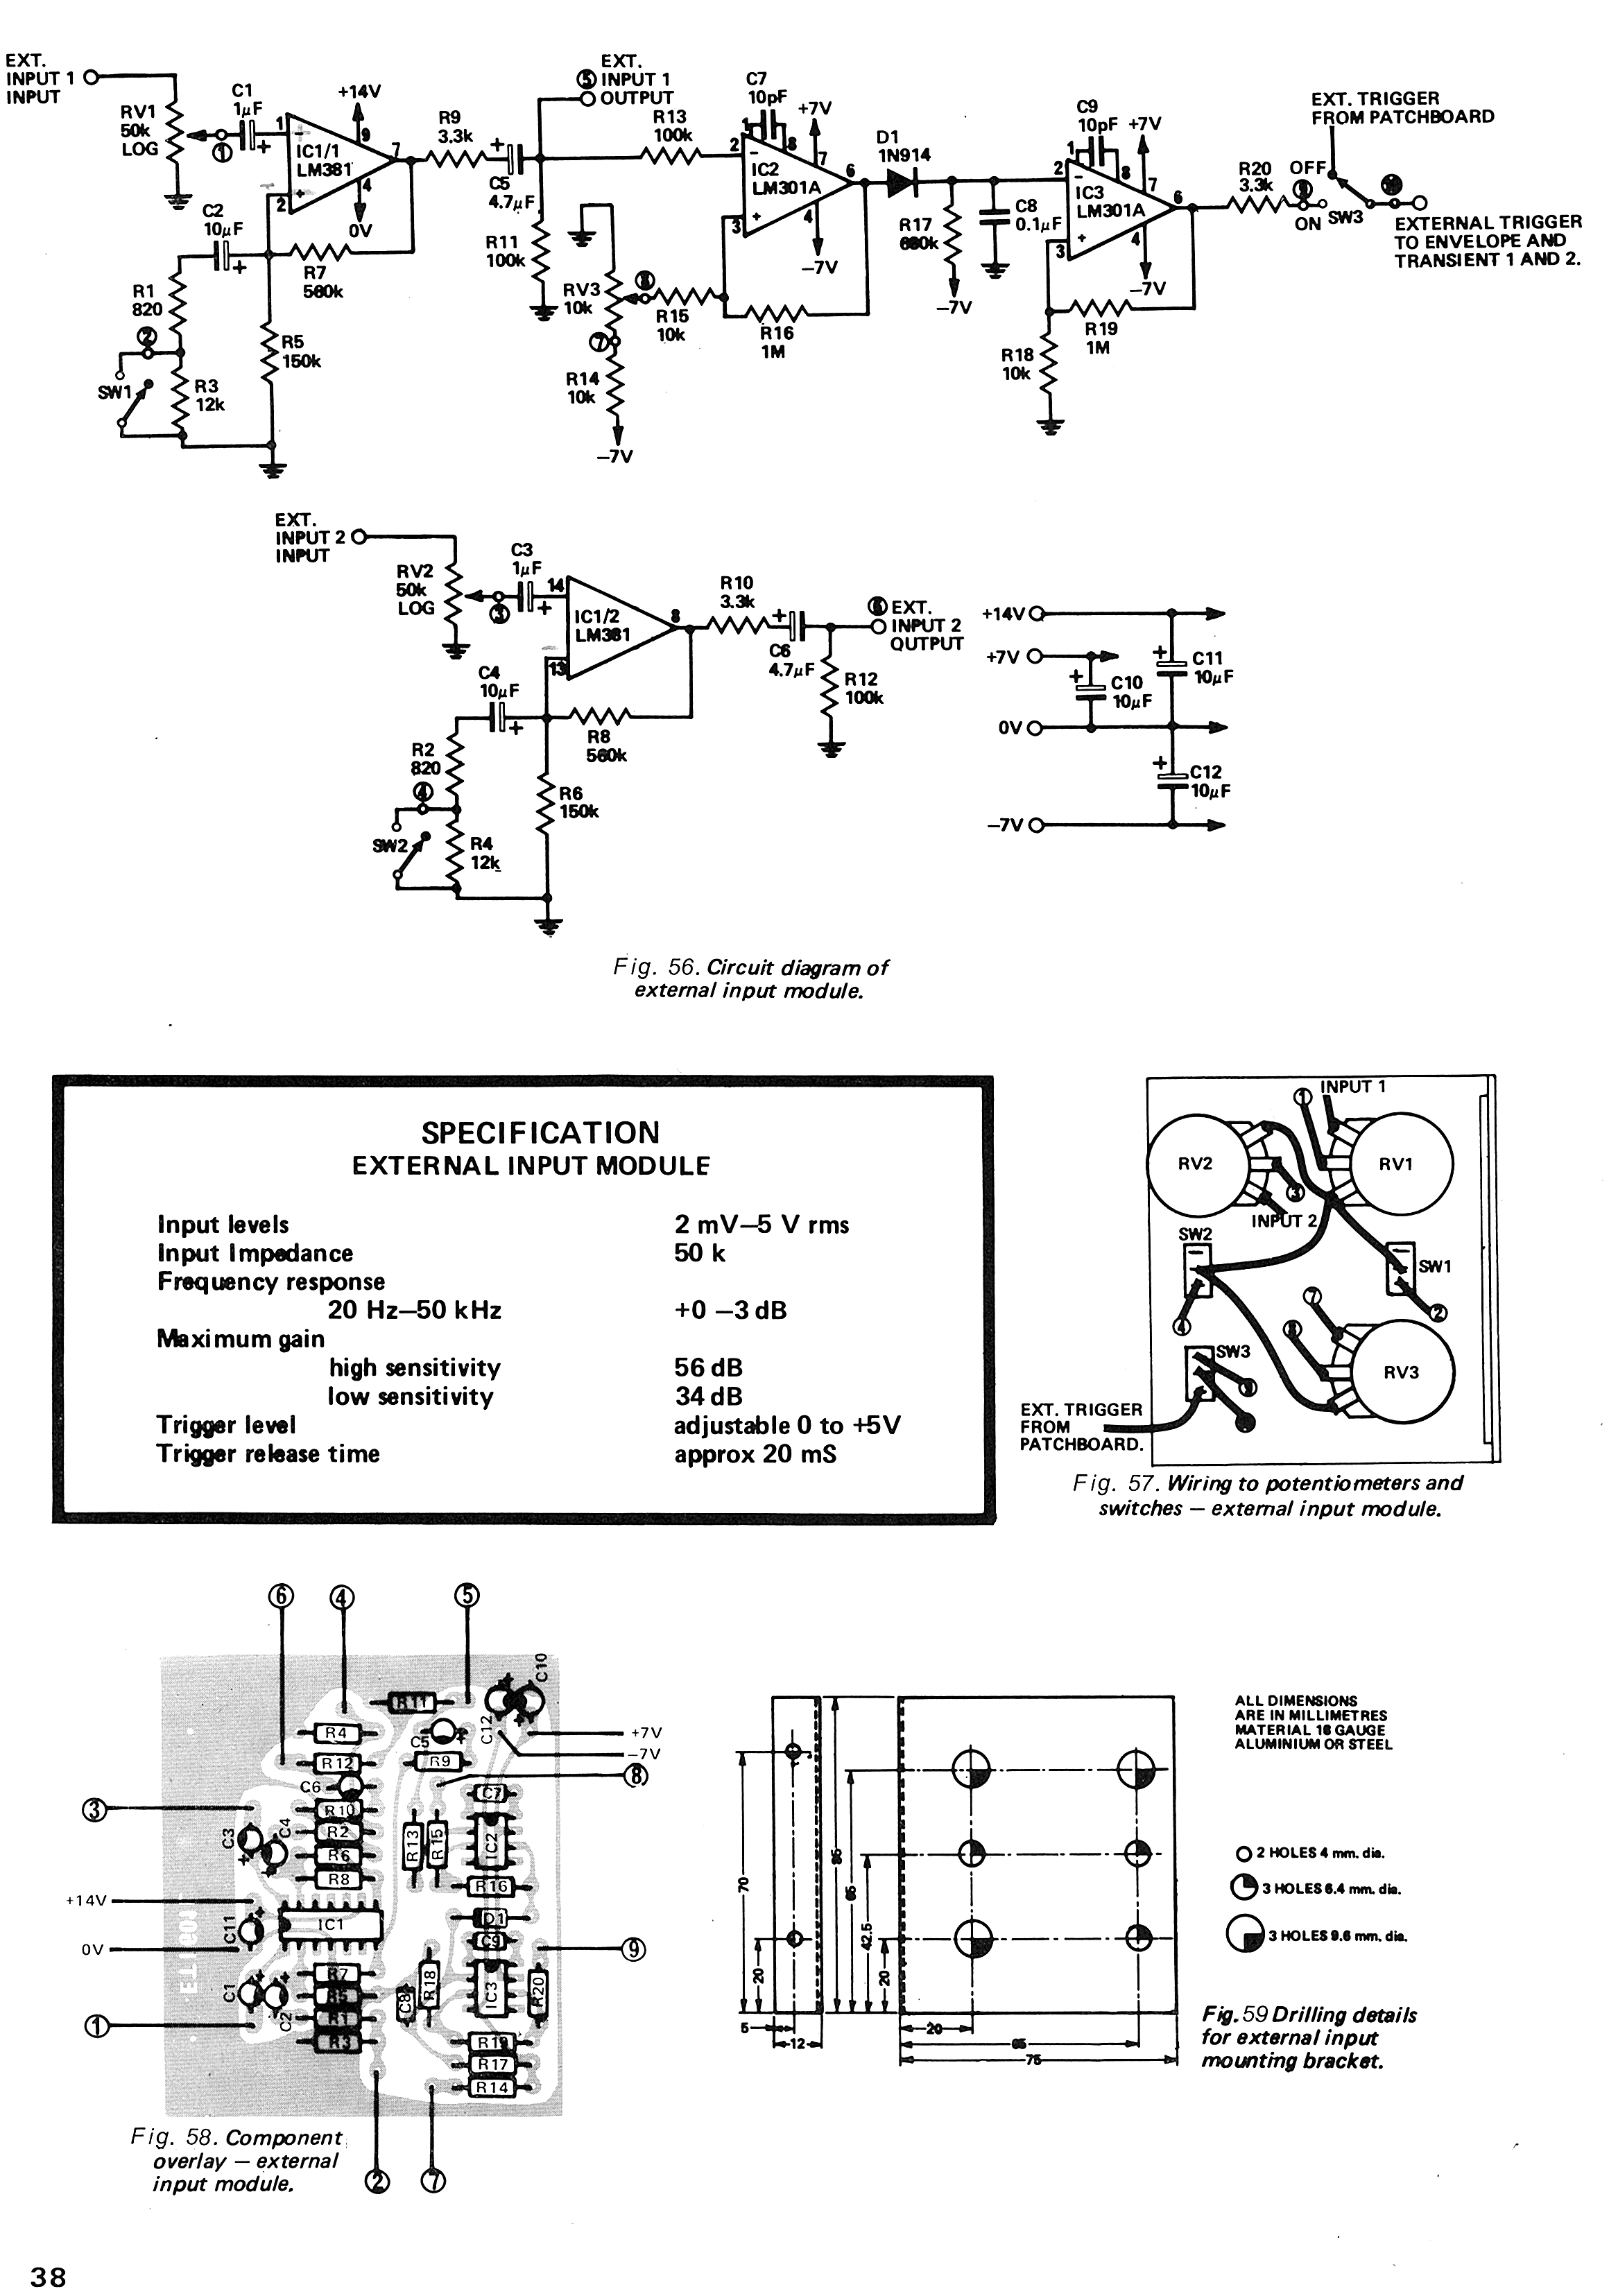 EXT.
INPUT 1
INPUT
RV1
50k
LOG
1
C1
1µF
+
+14V
1
9
7
IC1/1
LM381
+
2
4
0V
C2
10µF
+
R7
560k
R1
820
2
SW1
R3
12k
R5
150k
R9
3.3k
+
C5
4.7µF
EXT.
5 INPUT 1
OUTPUT
R11
100k
R13
100k
RV3
10k
8
7
R14
10k
−7V
R15
10k
C7
10pF
+7V
1
8
2
−
7
IC2
LM301A
6
+
3
4
−7V
R16
1M
D1
1N914
R17
680k
−7V
C8
0.1µF
C9
10pF
+7V
1
8
2
−
7
IC3
LM301A
6
+
3
4
−7V
R18
10k
R19
1M
R20
3.3k
EXT. TRIGGER
FROM PATCHBOARD
OFF
9
10
ON
SW3
EXTERNAL TRIGGER
TO ENVELOPE AND
TRANSIENT 1 AND 2.
EXT.
INPUT 2
INPUT
RV2
50k
LOG
3
C3
1µF
+
14
IC1/2
LM381
8
13
C4
10µF
+
R8
560k
R2
820
4
SW2
R4
12k
R6
150k
R10
3.3k
+
C6
4.7µF
6 EXT.
INPUT 2
OUTPUT
R12
100k
+14V
+7V
+
C10
10µF
+
C11
10µF
0V
+
C12
10µF
−7V
Fig. 56. Circuit diagram of
external input module.
SPECIFICATION
EXTERNAL INPUT MODULE
Input levels 2 mV—5 V rms
Input Impedance 50 k
Frequency response
20 Hz—50 kHz +0 −3 dB
Maximum gain
high sensitivity 56 dB
low sensitivity 34 dB
Trigger level adjustable 0 to +5V
Trigger release time approx 20 mS
1
INPUT 1
RV2
RV1
3
INPUT 2
SW2
SW1
4
2
7
8
SW3
9
RV3
EXT. TRIGGER
FROM
PATCHBOARD.
Fig. 57. Wiring to potentiometers and
switches — external input module.
6
4
5
R11
C10
C12
R4
C5
R12
R9
C6
+7V
−7V
8
3
R10
C7
C3
C4
R2
R6
R8
R13
R15
IC2
R16
+14V
C11
IC1
D1
0V
C9
9
C1
C2
R7
R5
R1
R3
C8
R18
IC3
R20
1
R19
R17
R14
2
7
Fig. 58. Component
overlay — external
input module.
70
20
5
12
85
65
42.5
20
20
65
75
ALL DIMENSIONS
ARE IN MILLIMETRES
MATERIAL 18 GAUGE
ALUMINIUM OR STEEL
2 HOLES 4 mm. dia.
3 HOLES 6.4 mm. dia.
3 HOLES 9.6 mm. dia.
Fig. 59 Drilling details
for external input
mounting bracket.
38